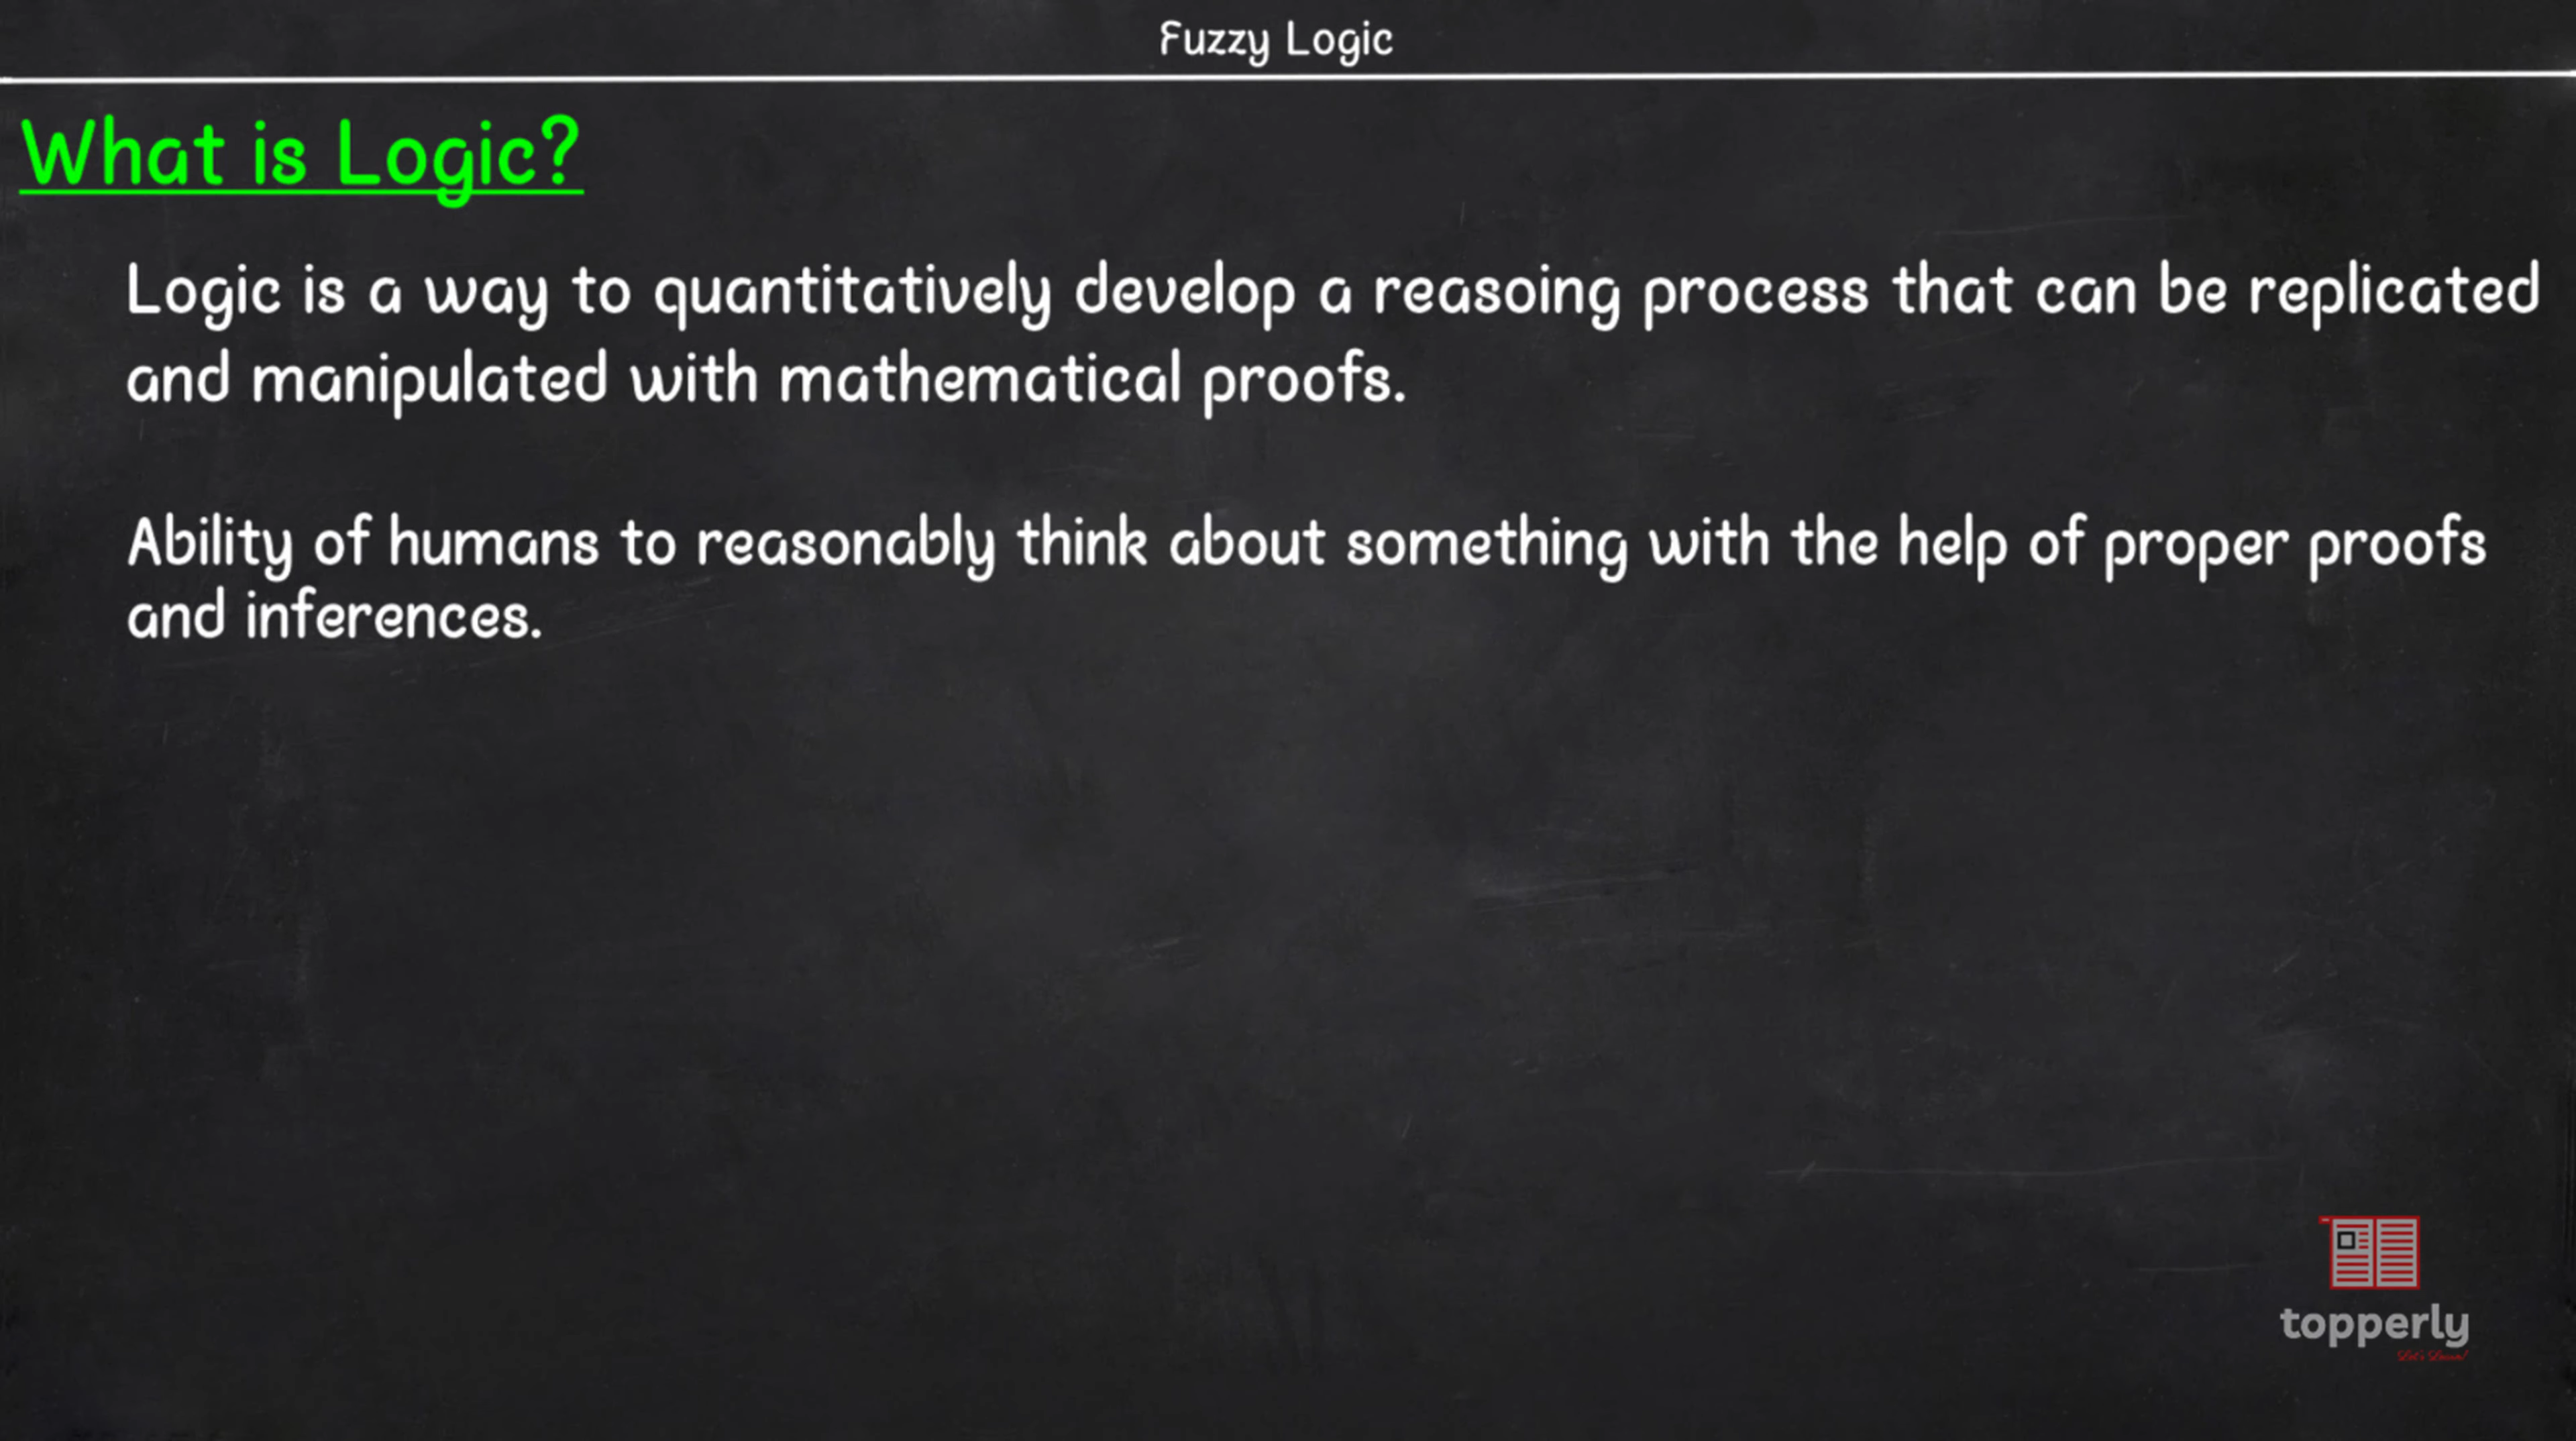 Fuzzy Logic
What is Logic?
Logic is a way to quantitatively develop a reasoing process that can be replicated
and manipulated with mathematical proofs.
Ability of humans to reasonably think about something with the help of proper proofs
and inferences.
topperly
Let's Learn!